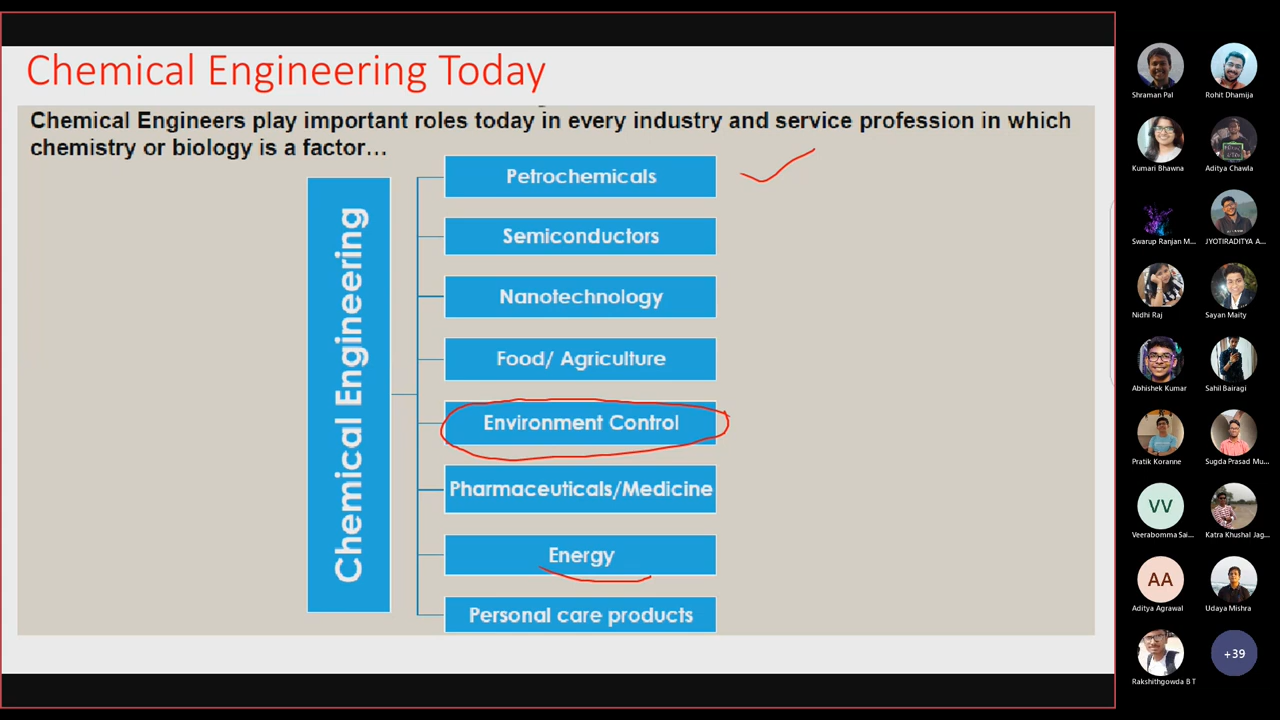 Chemical Engineering Today
Chemical Engineers play important roles today in every industry and service profession in which
chemistry or biology is a factor...
Chemical Engineering
Petrochemicals
Semiconductors
Nanotechnology
Food/ Agriculture
Environment Control
Pharmaceuticals/Medicine
Energy
Personal care products
Shraman Pal
Rohit Dhamija
Kumari Bhawna
Aditya Chawla
Swarup Ranjan M...
JYOTIRADITYA A...
Nidhi Raj
Sayan Maity
Abhishek Kumar
Sahil Bairagi
Pratik Koranne
Sugda Prasad Mu...
VV
Veerabomma Sai...
Katra Khushal Jag...
AA
Aditya Agrawal
Udaya Mishra
Rakshithgowda B T
+39